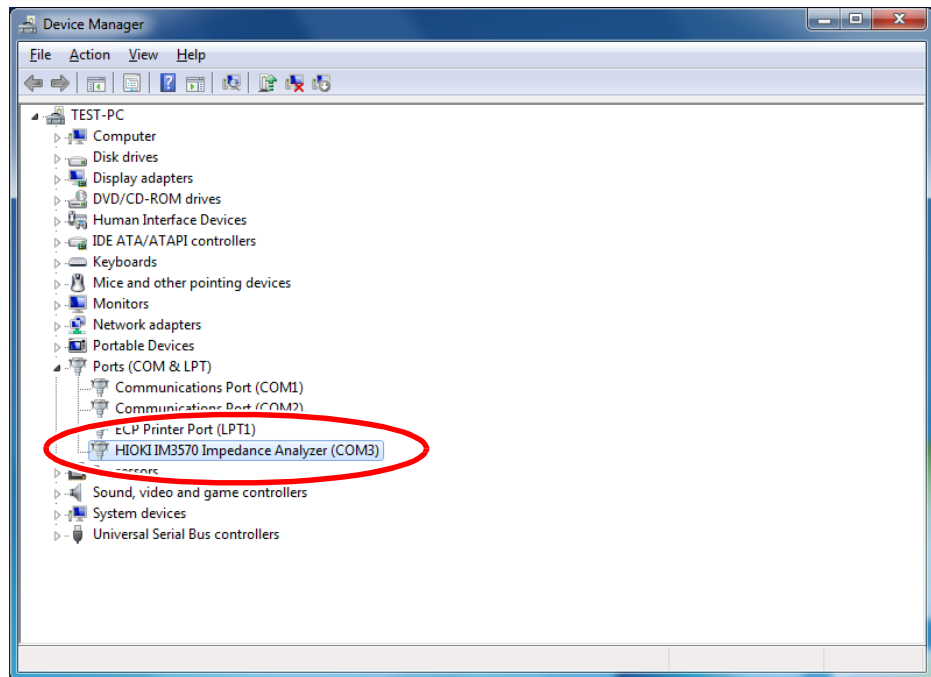 Device Manager
File Action View Help
TEST-PC
Computer
Disk drives
Display adapters
DVD/CD-ROM drives
Human Interface Devices
IDE ATA/ATAPI controllers
Keyboards
Mice and other pointing devices
Monitors
Network adapters
Portable Devices
Ports (COM & LPT)
Communications Port (COM1)
Communications Port (COM2)
ECP Printer Port (LPT1)
HIOKI IM3570 Impedance Analyzer (COM3)
Sound, video and game controllers
System devices
Universal Serial Bus controllers